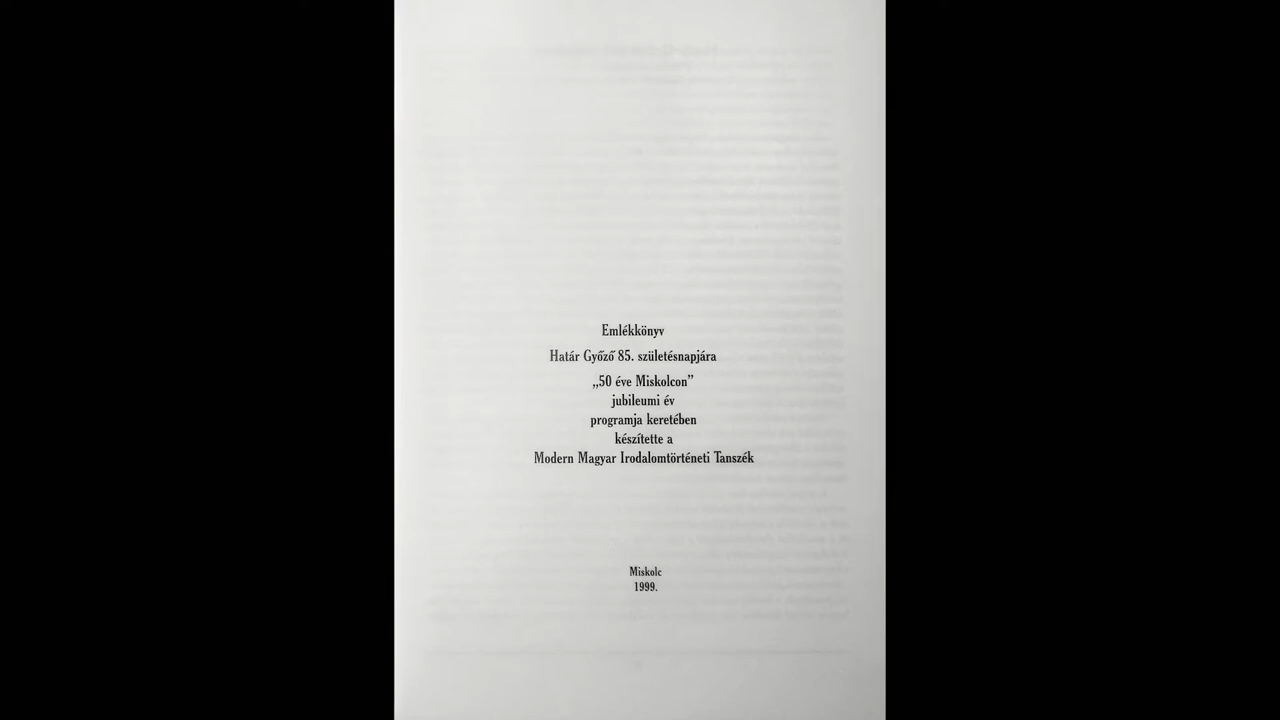 Emlékkönyv
Határ Győző 85. születésnapjára
„50 éve Miskolcon”
jubileumi év
programja keretében
készítette a
Modern Magyar Irodalomtörténeti Tanszék
Miskolc
1999.